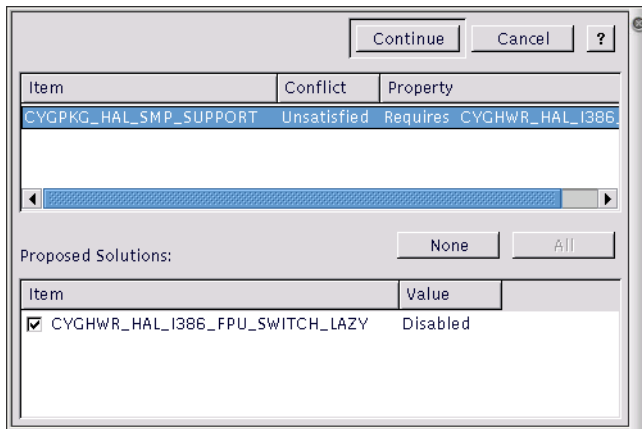 Continue Cancel ?
Item Conflict Property
CYGPKG_HAL_SMP_SUPPORT Unsatisfied Requires CYGHWR_HAL_I386_
None All
Proposed Solutions:
Item Value
CYGHWR_HAL_I386_FPU_SWITCH_LAZY Disabled